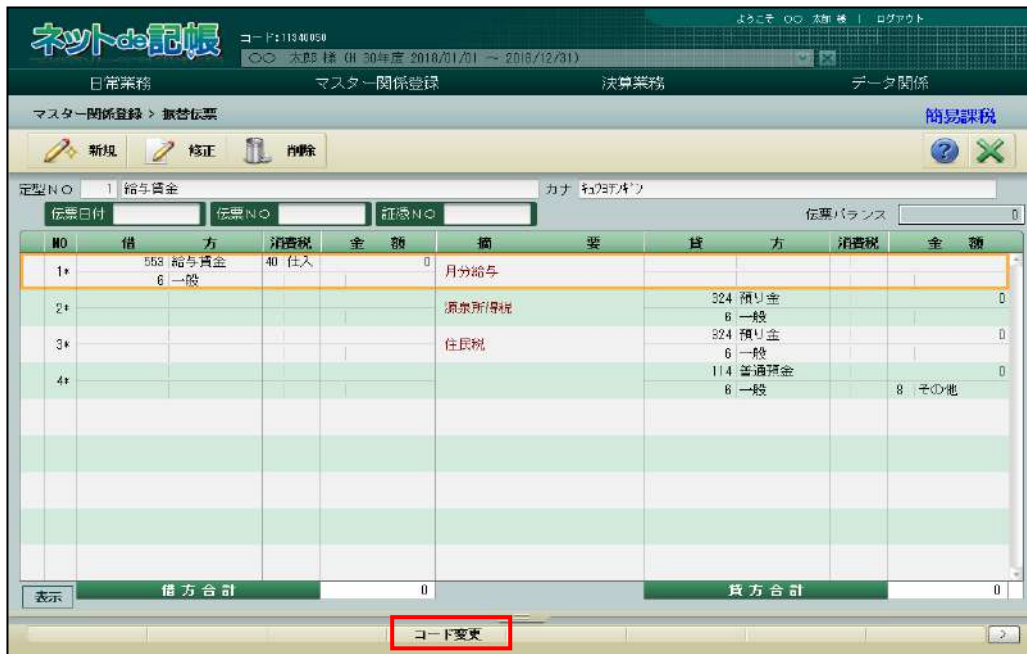 ようこそ ○○ 太郎 様 | ログアウト
ネットde記帳
コード:11340050
○○ 太郎 様 (H 30年度 2018/01/01 ～ 2018/12/31)
日常業務 マスター関係登録 決算業務 データ関係
マスター関係登録 > 振替伝票 簡易課税
新規 修正 削除
定型NO 1 給与賃金 カナ ｷｭｳﾖﾁﾝｷﾞﾝ
伝票日付 伝票NO 証憑NO 伝票バランス 0
NO 借 方 消費税 金 額 摘 要 貸 方 消費税 金 額
1* 553 給与賃金 40 仕入 0 月分給与
6 一般
2* 源泉所得税 324 預り金 0
6 一般
3* 住民税 324 預り金 0
6 一般
4* 114 普通預金 0
6 一般 8 その他
表示 借方合計 0 貸方合計 0
コード変更 >